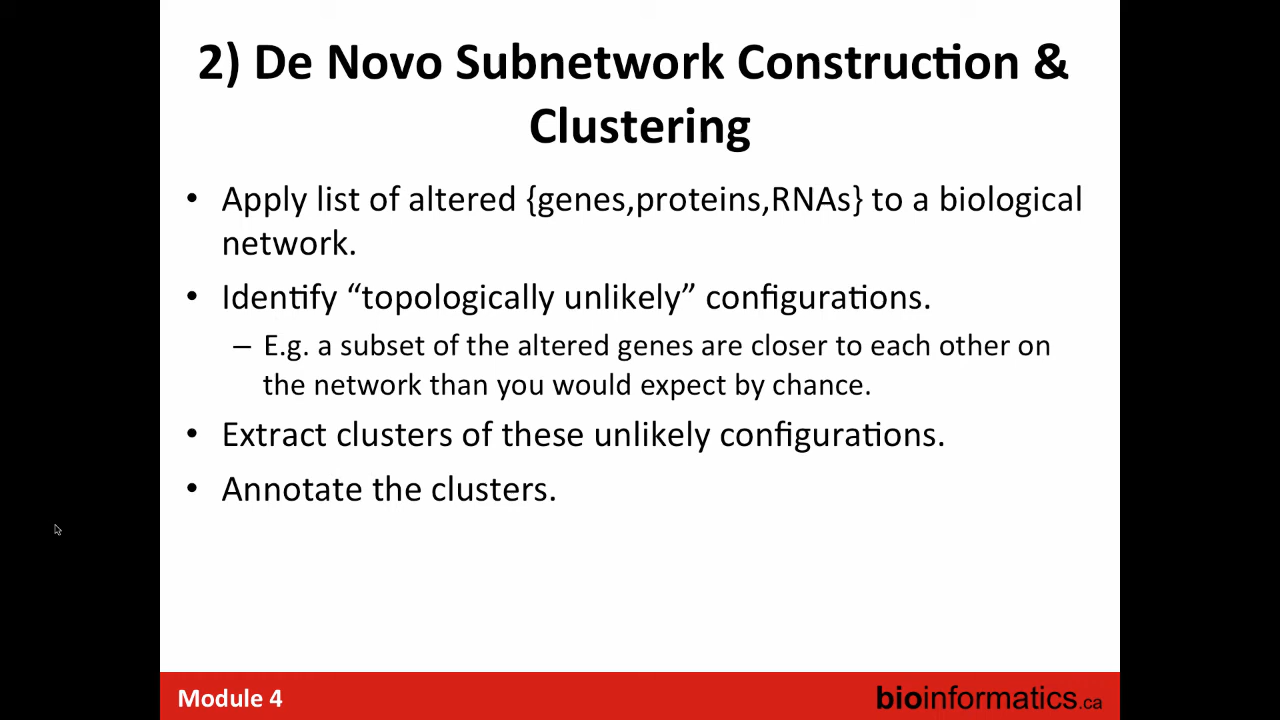 2) De Novo Subnetwork Construction &
Clustering
• Apply list of altered {genes,proteins,RNAs} to a biological
network.
• Identify “topologically unlikely” configurations.
– E.g. a subset of the altered genes are closer to each other on
the network than you would expect by chance.
• Extract clusters of these unlikely configurations.
• Annotate the clusters.
Module 4
bioinformatics.ca